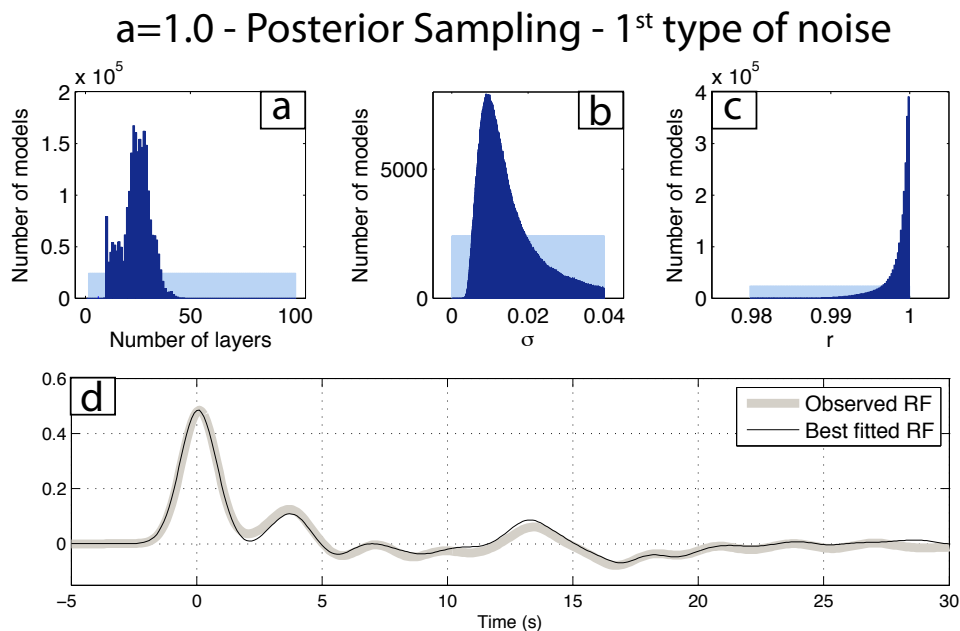 a=1.0 - Posterior Sampling - 1st type of noise
x 10^5
2
1.5
1
0.5
0
0
50
100
Number of models
Number of layers
a
5000
0
0
0.02
0.04
Number of models
σ
b
x 10^5
4
3
2
1
0
0.98
0.99
1
Number of models
r
c
d
0.6
0.4
0.2
0
−5
0
5
10
15
20
25
30
Time (s)
Observed RF
Best fitted RF